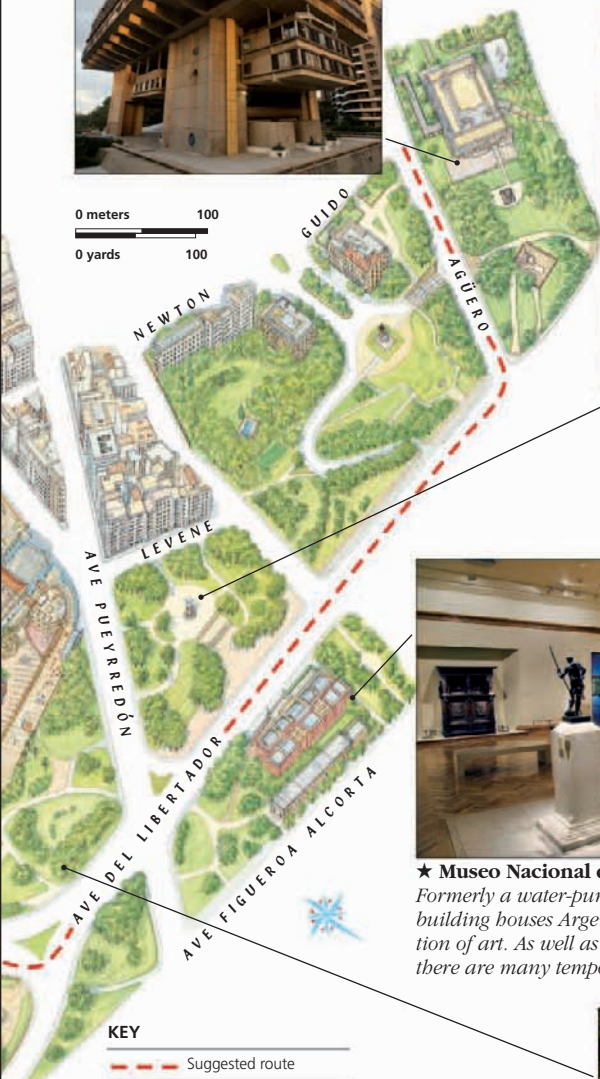 0 meters 100
0 yards 100
GUIDO
AGÜERO
NEWTON
LEVENE
AVE PUEYRREDÓN
AVE DEL LIBERTADOR
AVE FIGUEROA ALCORTA
★ Museo Nacional
Formerly a water-pur
building houses Arge
tion of art. As well as
there are many tempo
KEY
Suggested route